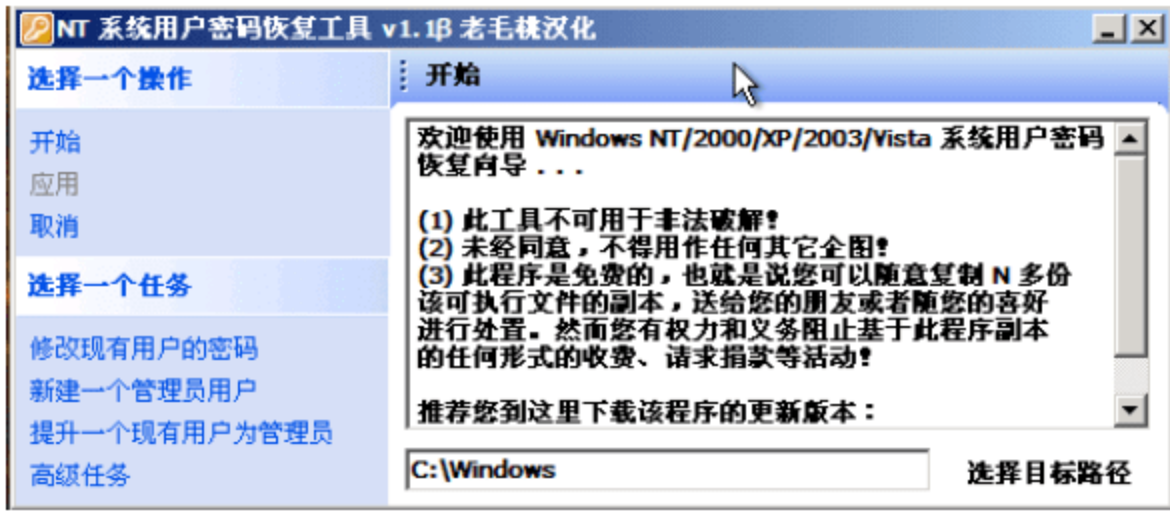 NT 系统用户密码恢复工具 v1.1β 老毛桃汉化
选择一个操作
开始
应用
取消
选择一个任务
修改现有用户的密码
新建一个管理员用户
提升一个现有用户为管理员
高级任务
开始
欢迎使用 Windows NT/2000/XP/2003/Vista 系统用户密码
恢复向导 . . .
(1) 此工具不可用于非法破解!
(2) 未经同意，不得用作任何其它企图!
(3) 此程序是免费的，也就是说您可以随意复制 N 多份
该可执行文件的副本，送给您的朋友或者随您的喜好
进行处置。然而您有权力和义务阻止基于此程序副本
的任何形式的收费、请求捐款等活动!
推荐您到这里下载该程序的更新版本：
C:\Windows
选择目标路径